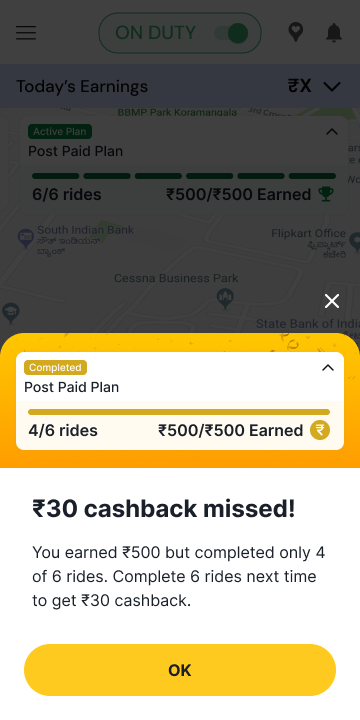 ON DUTY
Today's Earnings
₹X
BBMP Park Koramangala
Active Plan
Post Paid Plan
6/6 rides
₹500/₹500 Earned
South Indian Bank
ಸೌತ್ ಇಂಡಿಯನ್
ಬ್ಯಾಂಕ್
Flipkart Office
ಫ್ಲಿಪ್ಕಾರ್ಟ್
ಕಚೇರಿ
Cessna Business Park
State Bank of India
Completed
Post Paid Plan
4/6 rides
₹500/₹500 Earned
₹
₹30 cashback missed!
You earned ₹500 but completed only 4
of 6 rides. Complete 6 rides next time
to get ₹30 cashback.
OK